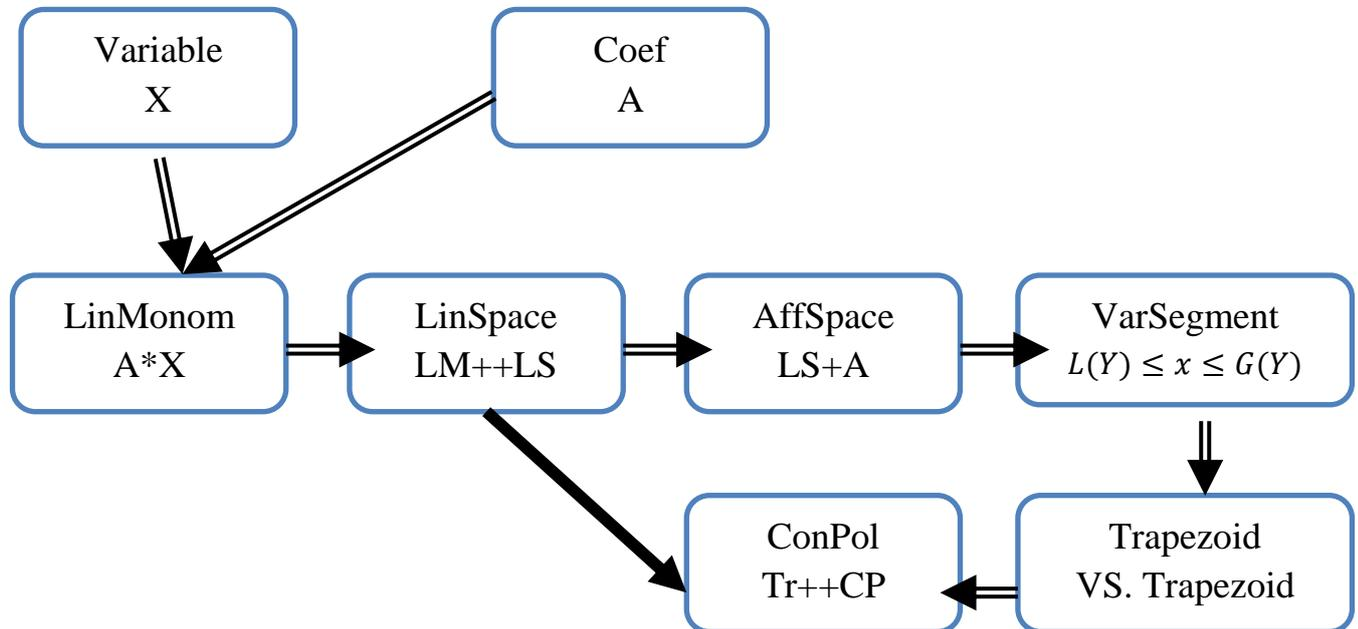 Variable
X
Coef
A
LinMonom
A*X
LinSpace
LM++LS
AffSpace
LS+A
VarSegment
L(Y) ≤ x ≤ G(Y)
ConPol
Tr++CP
Trapezoid
VS. Trapezoid